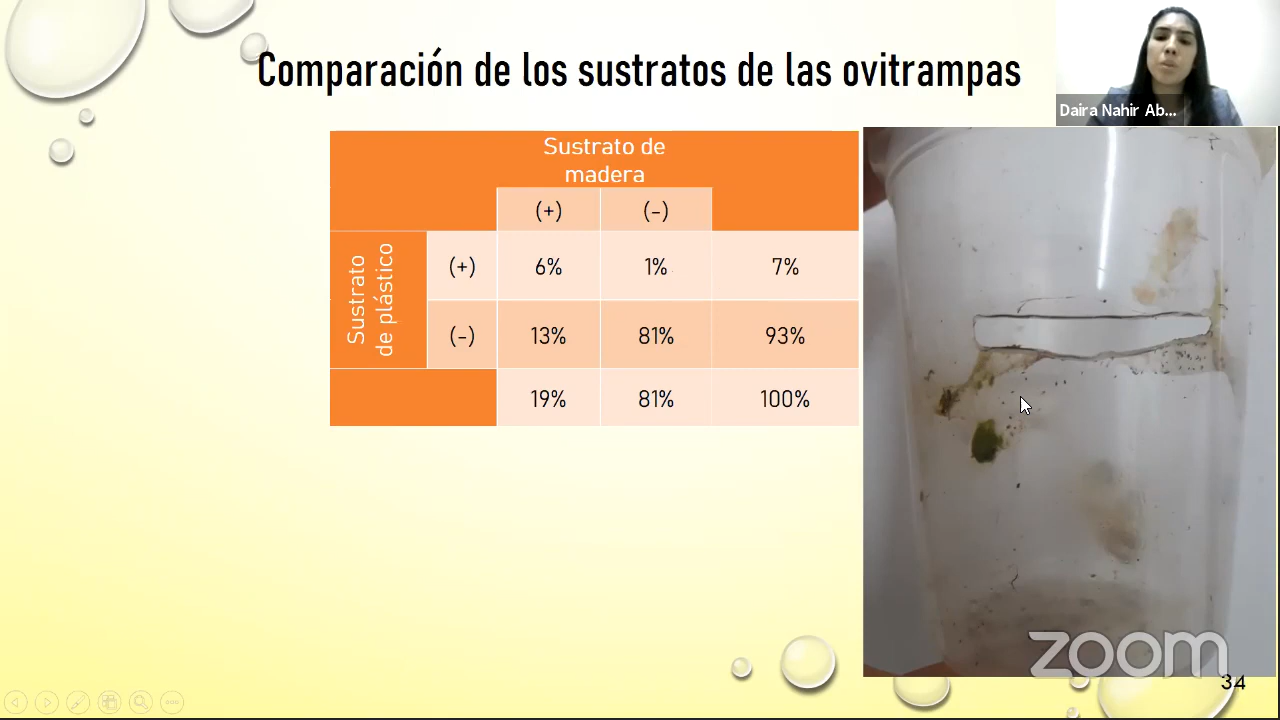 Comparación de los sustratos de las ovitrampas
Daira Nahir Ab...
Sustrato de
madera
(+) (-)
Sustrato
de plástico
(+) 6% 1% 7%
(-) 13% 81% 93%
19% 81% 100%
zoom
34